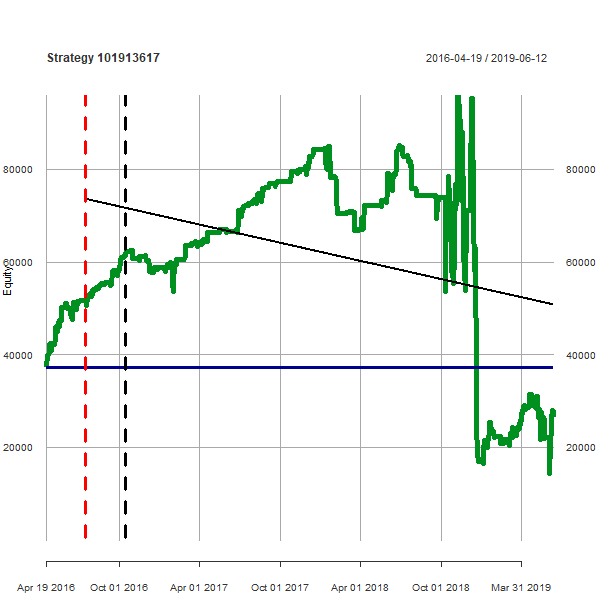 Strategy 101913617
2016-04-19 / 2019-06-12
80000
80000
60000
60000
Equity
40000
40000
20000
20000
Apr 19 2016
Oct 01 2016
Apr 01 2017
Oct 01 2017
Apr 01 2018
Oct 01 2018
Mar 31 2019